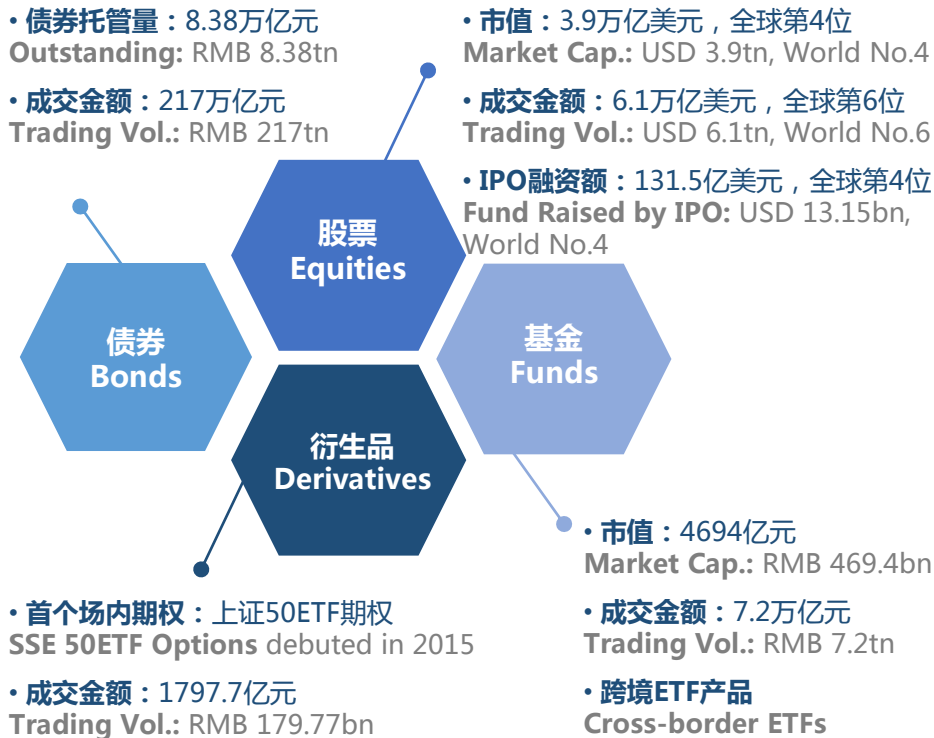 • 债券托管量：8.38万亿元
Outstanding: RMB 8.38tn
• 成交金额：217万亿元
Trading Vol.: RMB 217tn
• 市值：3.9万亿美元，全球第4位
Market Cap.: USD 3.9tn, World No.4
• 成交金额：6.1万亿美元，全球第6位
Trading Vol.: USD 6.1tn, World No.6
• IPO融资额：131.5亿美元，全球第4位
Fund Raised by IPO: USD 13.15bn,
World No.4
股票
Equities
债券
Bonds
基金
Funds
衍生品
Derivatives
• 首个场内期权：上证50ETF期权
SSE 50ETF Options debuted in 2015
• 成交金额：1797.7亿元
Trading Vol.: RMB 179.77bn
• 市值：4694亿元
Market Cap.: RMB 469.4bn
• 成交金额：7.2万亿元
Trading Vol.: RMB 7.2tn
• 跨境ETF产品
Cross-border ETFs